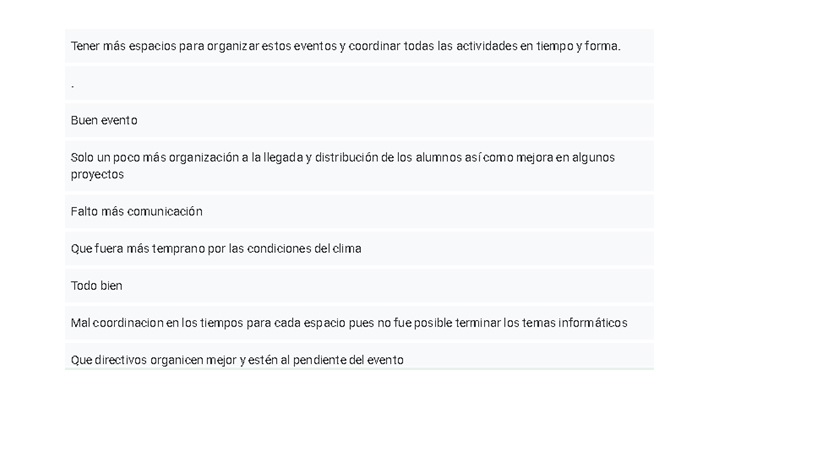 Tener más espacios para organizar estos eventos y coordinar todas las actividades en tiempo y forma.
.
Buen evento
Solo un poco más organización a la llegada y distribución de los alumnos así como mejora en algunos
proyectos
Falto más comunicación
Que fuera más temprano por las condiciones del clima
Todo bien
Mal coordinacion en los tiempos para cada espacio pues no fue posible terminar los temas informáticos
Que directivos organicen mejor y estén al pendiente del evento